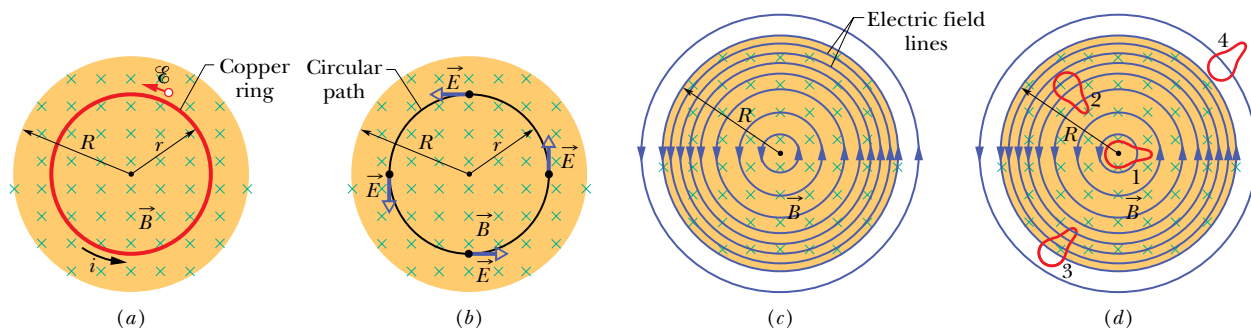 ℰ
Copper
ring
R
r
B
i
(a)
Circular
path
E
E
E
E
R
r
B
(b)
Electric field
lines
R
B
(c)
4
2
R
1
B
3
(d)